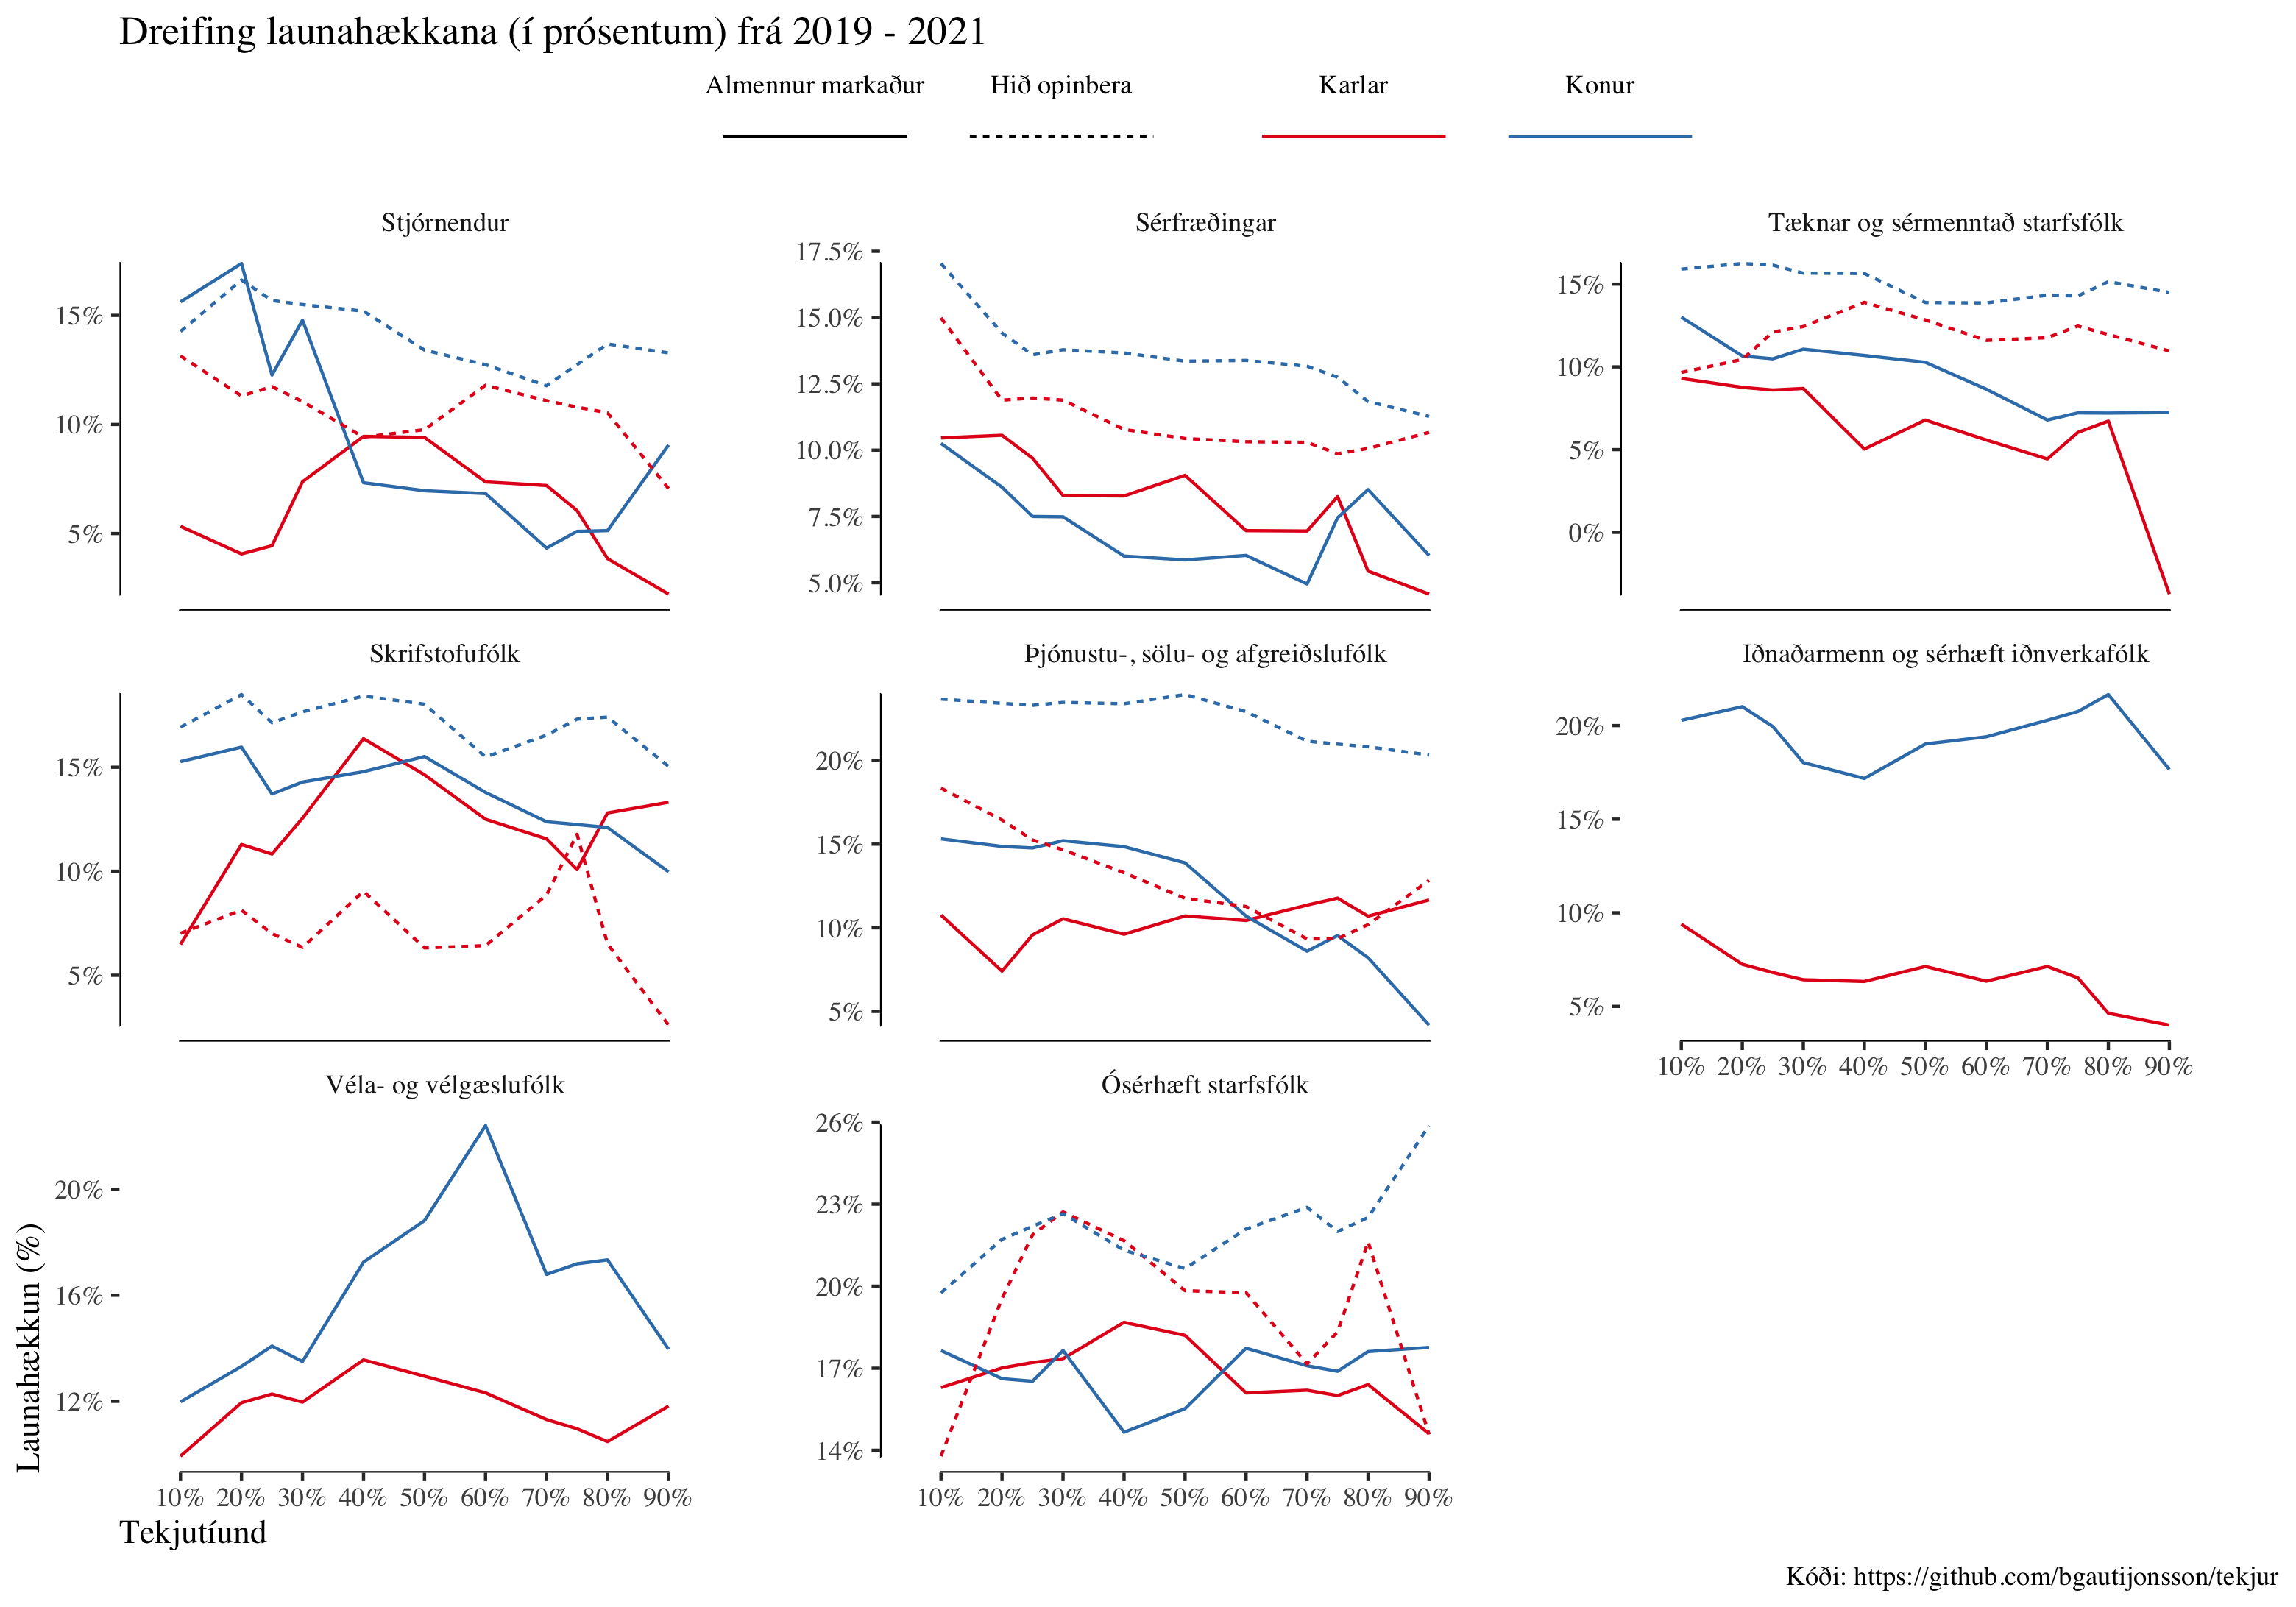 Dreifing launahækkana (í prósentum) frá 2019 - 2021
Almennur markaður Hið opinbera Karlar Konur
Stjórnendur
15%
10%
5%
Sérfræðingar
17.5%
15.0%
12.5%
10.0%
7.5%
5.0%
Tæknar og sérmenntað starfsfólk
15%
10%
5%
0%
Skrifstofufólk
15%
10%
5%
Þjónustu-, sölu- og afgreiðslufólk
20%
15%
10%
5%
Iðnaðarmenn og sérhæft iðnverkafólk
20%
15%
10%
5%
10% 20% 30% 40% 50% 60% 70% 80% 90%
Véla- og vélgæslufólk
20%
16%
12%
10% 20% 30% 40% 50% 60% 70% 80% 90%
Ósérhæft starfsfólk
26%
23%
20%
17%
14%
10% 20% 30% 40% 50% 60% 70% 80% 90%
Launahækkun (%)
Tekjutíund
Kóði: https://github.com/bgautijonsson/tekjur